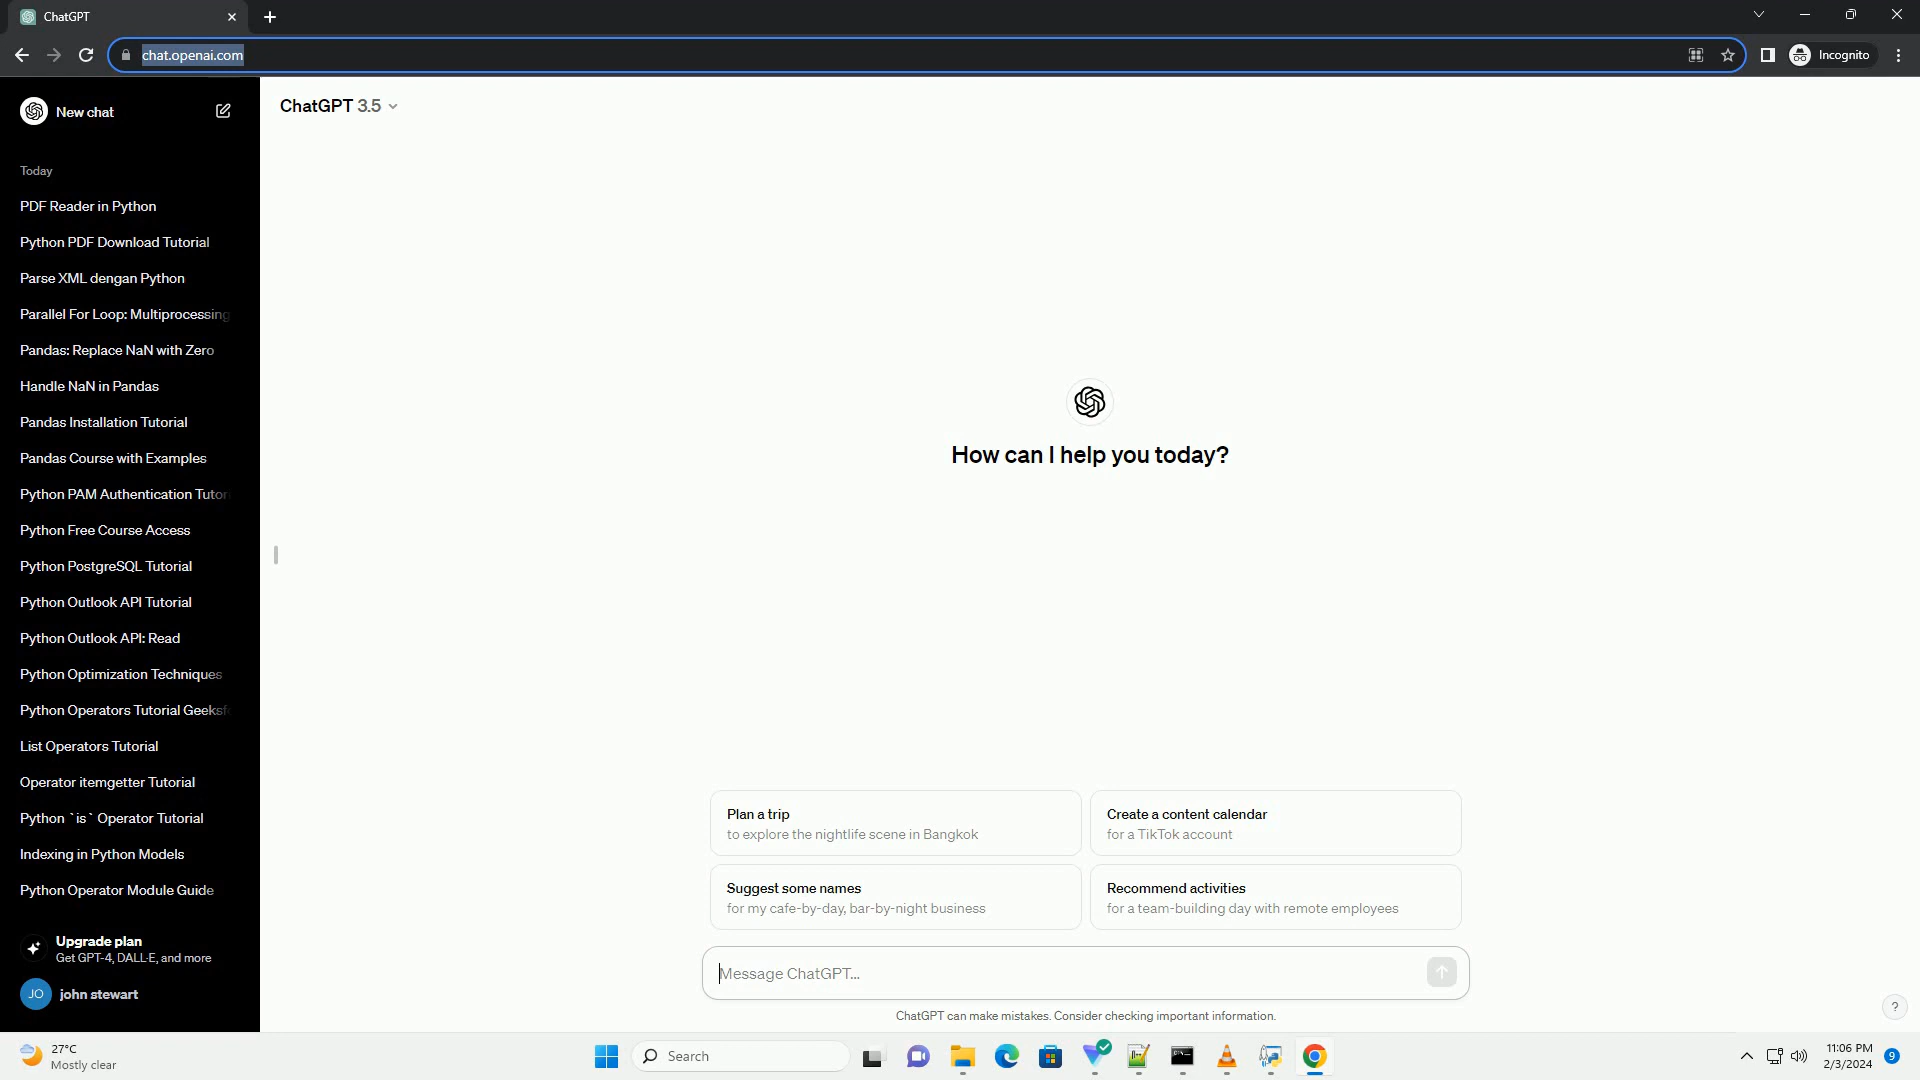 ChatGPT
chat.openai.com
Incognito
New chat
ChatGPT 3.5
Today
PDF Reader in Python
Python PDF Download Tutorial
Parse XML dengan Python
Parallel For Loop: Multiprocessing
Pandas: Replace NaN with Zero
Handle NaN in Pandas
Pandas Installation Tutorial
Pandas Course with Examples
Python PAM Authentication Tutor
Python Free Course Access
Python PostgreSQL Tutorial
Python Outlook API Tutorial
Python Outlook API: Read
Python Optimization Techniques
Python Operators Tutorial Geeksf
List Operators Tutorial
Operator itemgetter Tutorial
Python `is` Operator Tutorial
Indexing in Python Models
Python Operator Module Guide
Upgrade plan
Get GPT-4, DALL·E, and more
JO
john stewart
How can I help you today?
Plan a trip
to explore the nightlife scene in Bangkok
Create a content calendar
for a TikTok account
Suggest some names
for my cafe-by-day, bar-by-night business
Recommend activities
for a team-building day with remote employees
Message ChatGPT...
ChatGPT can make mistakes. Consider checking important information.
?
27°C
Mostly clear
Search
11:06 PM
2/3/2024
9